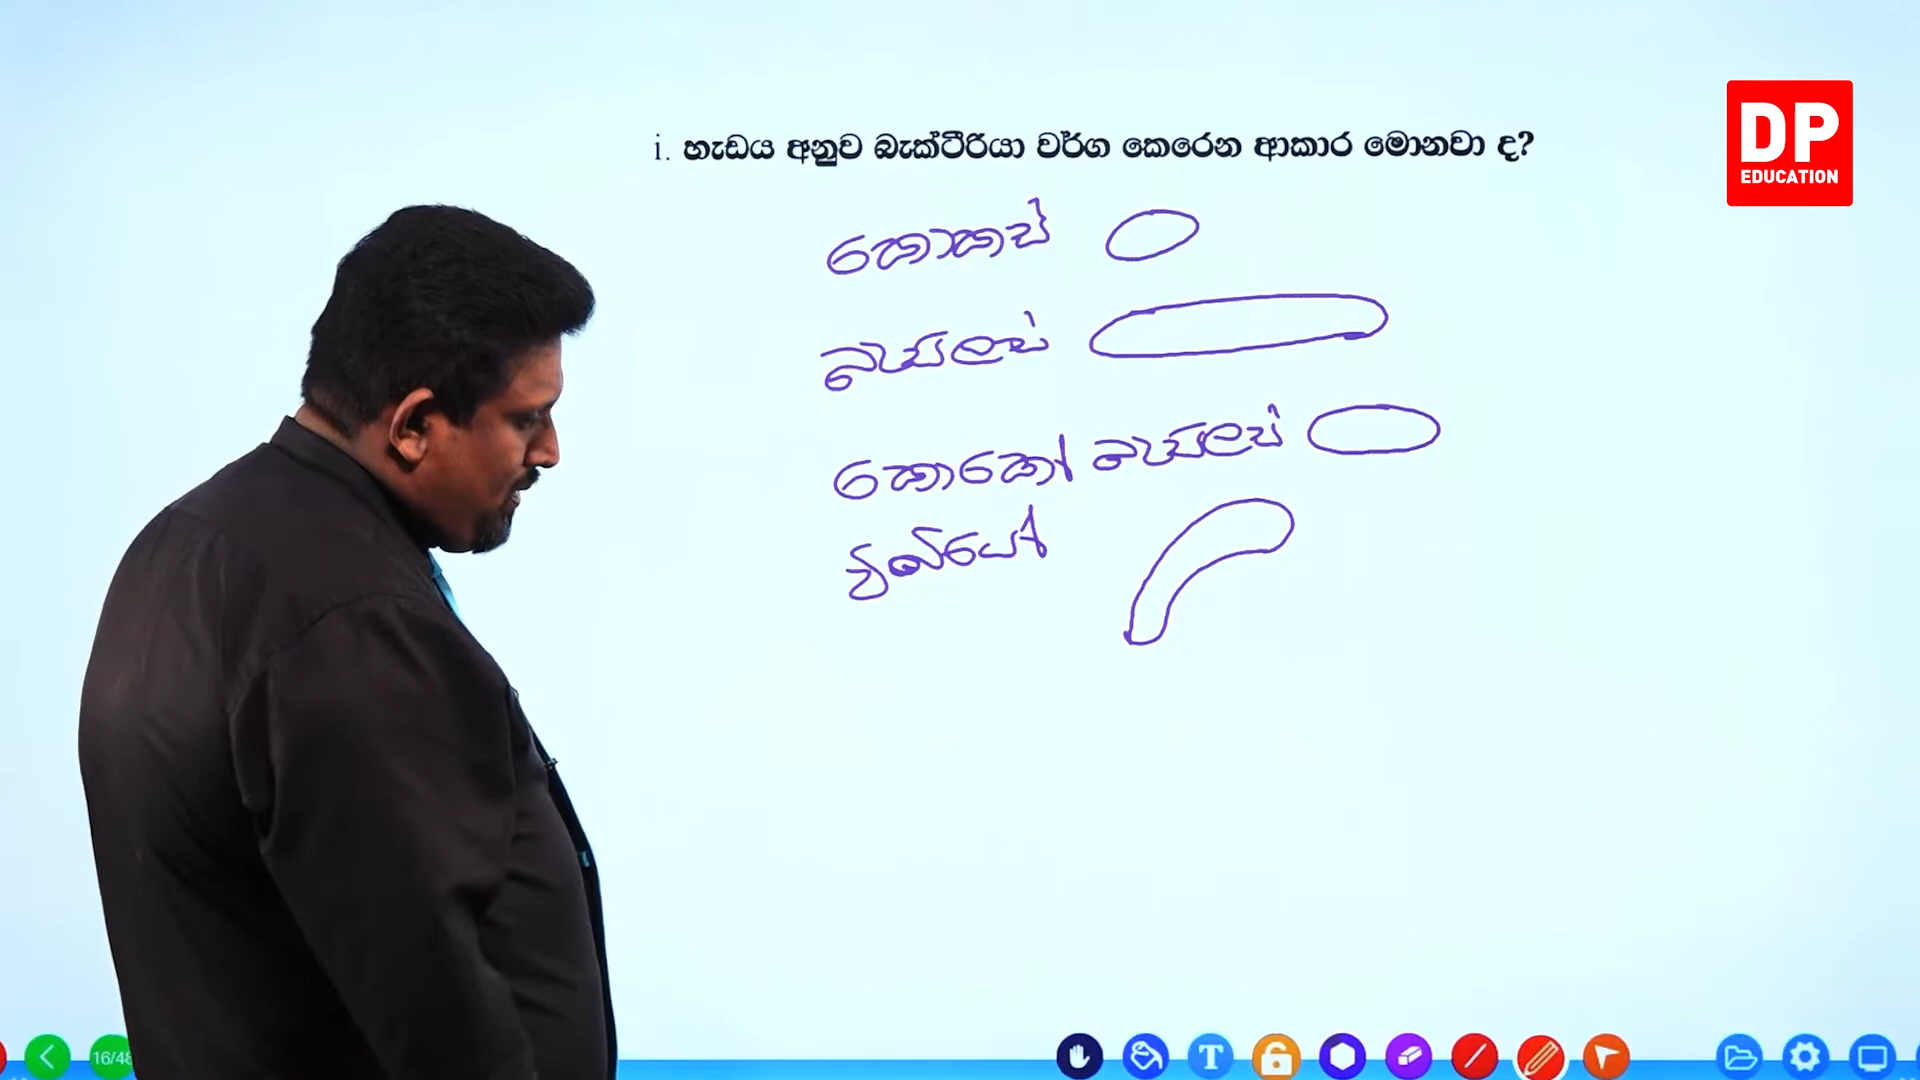 DP
EDUCATION
i. හැඩය අනුව බැක්ටීරියා වර්ග කෙරෙන ආකාර මොනවා ද?
කොකස්
බැසිලස්
කොකෝ බැසිලස්
විබ්‍රියෝ
16/48
T